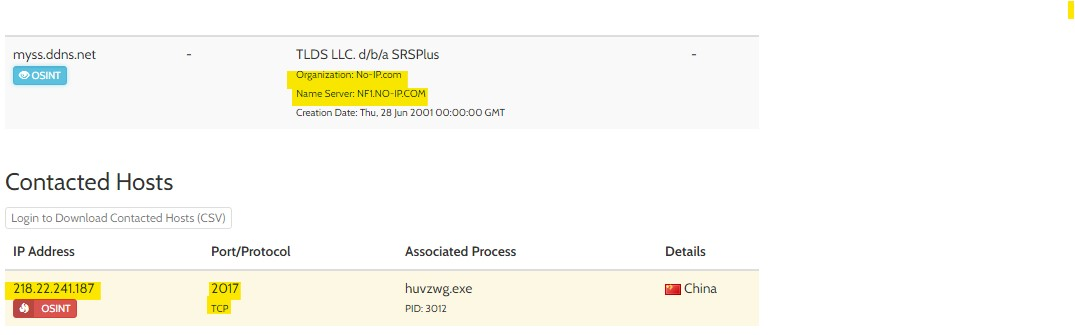 myss.ddns.net - TLDS LLC. d/b/a SRSPlus -
OSINT Organization: No-IP.com
Name Server: NF1.NO-IP.COM
Creation Date: Thu, 28 Jun 2001 00:00:00 GMT
Contacted Hosts
Login to Download Contacted Hosts (CSV)
IP Address Port/Protocol Associated Process Details
218.22.241.187 2017 huvzwg.exe China
OSINT TCP PID: 3012